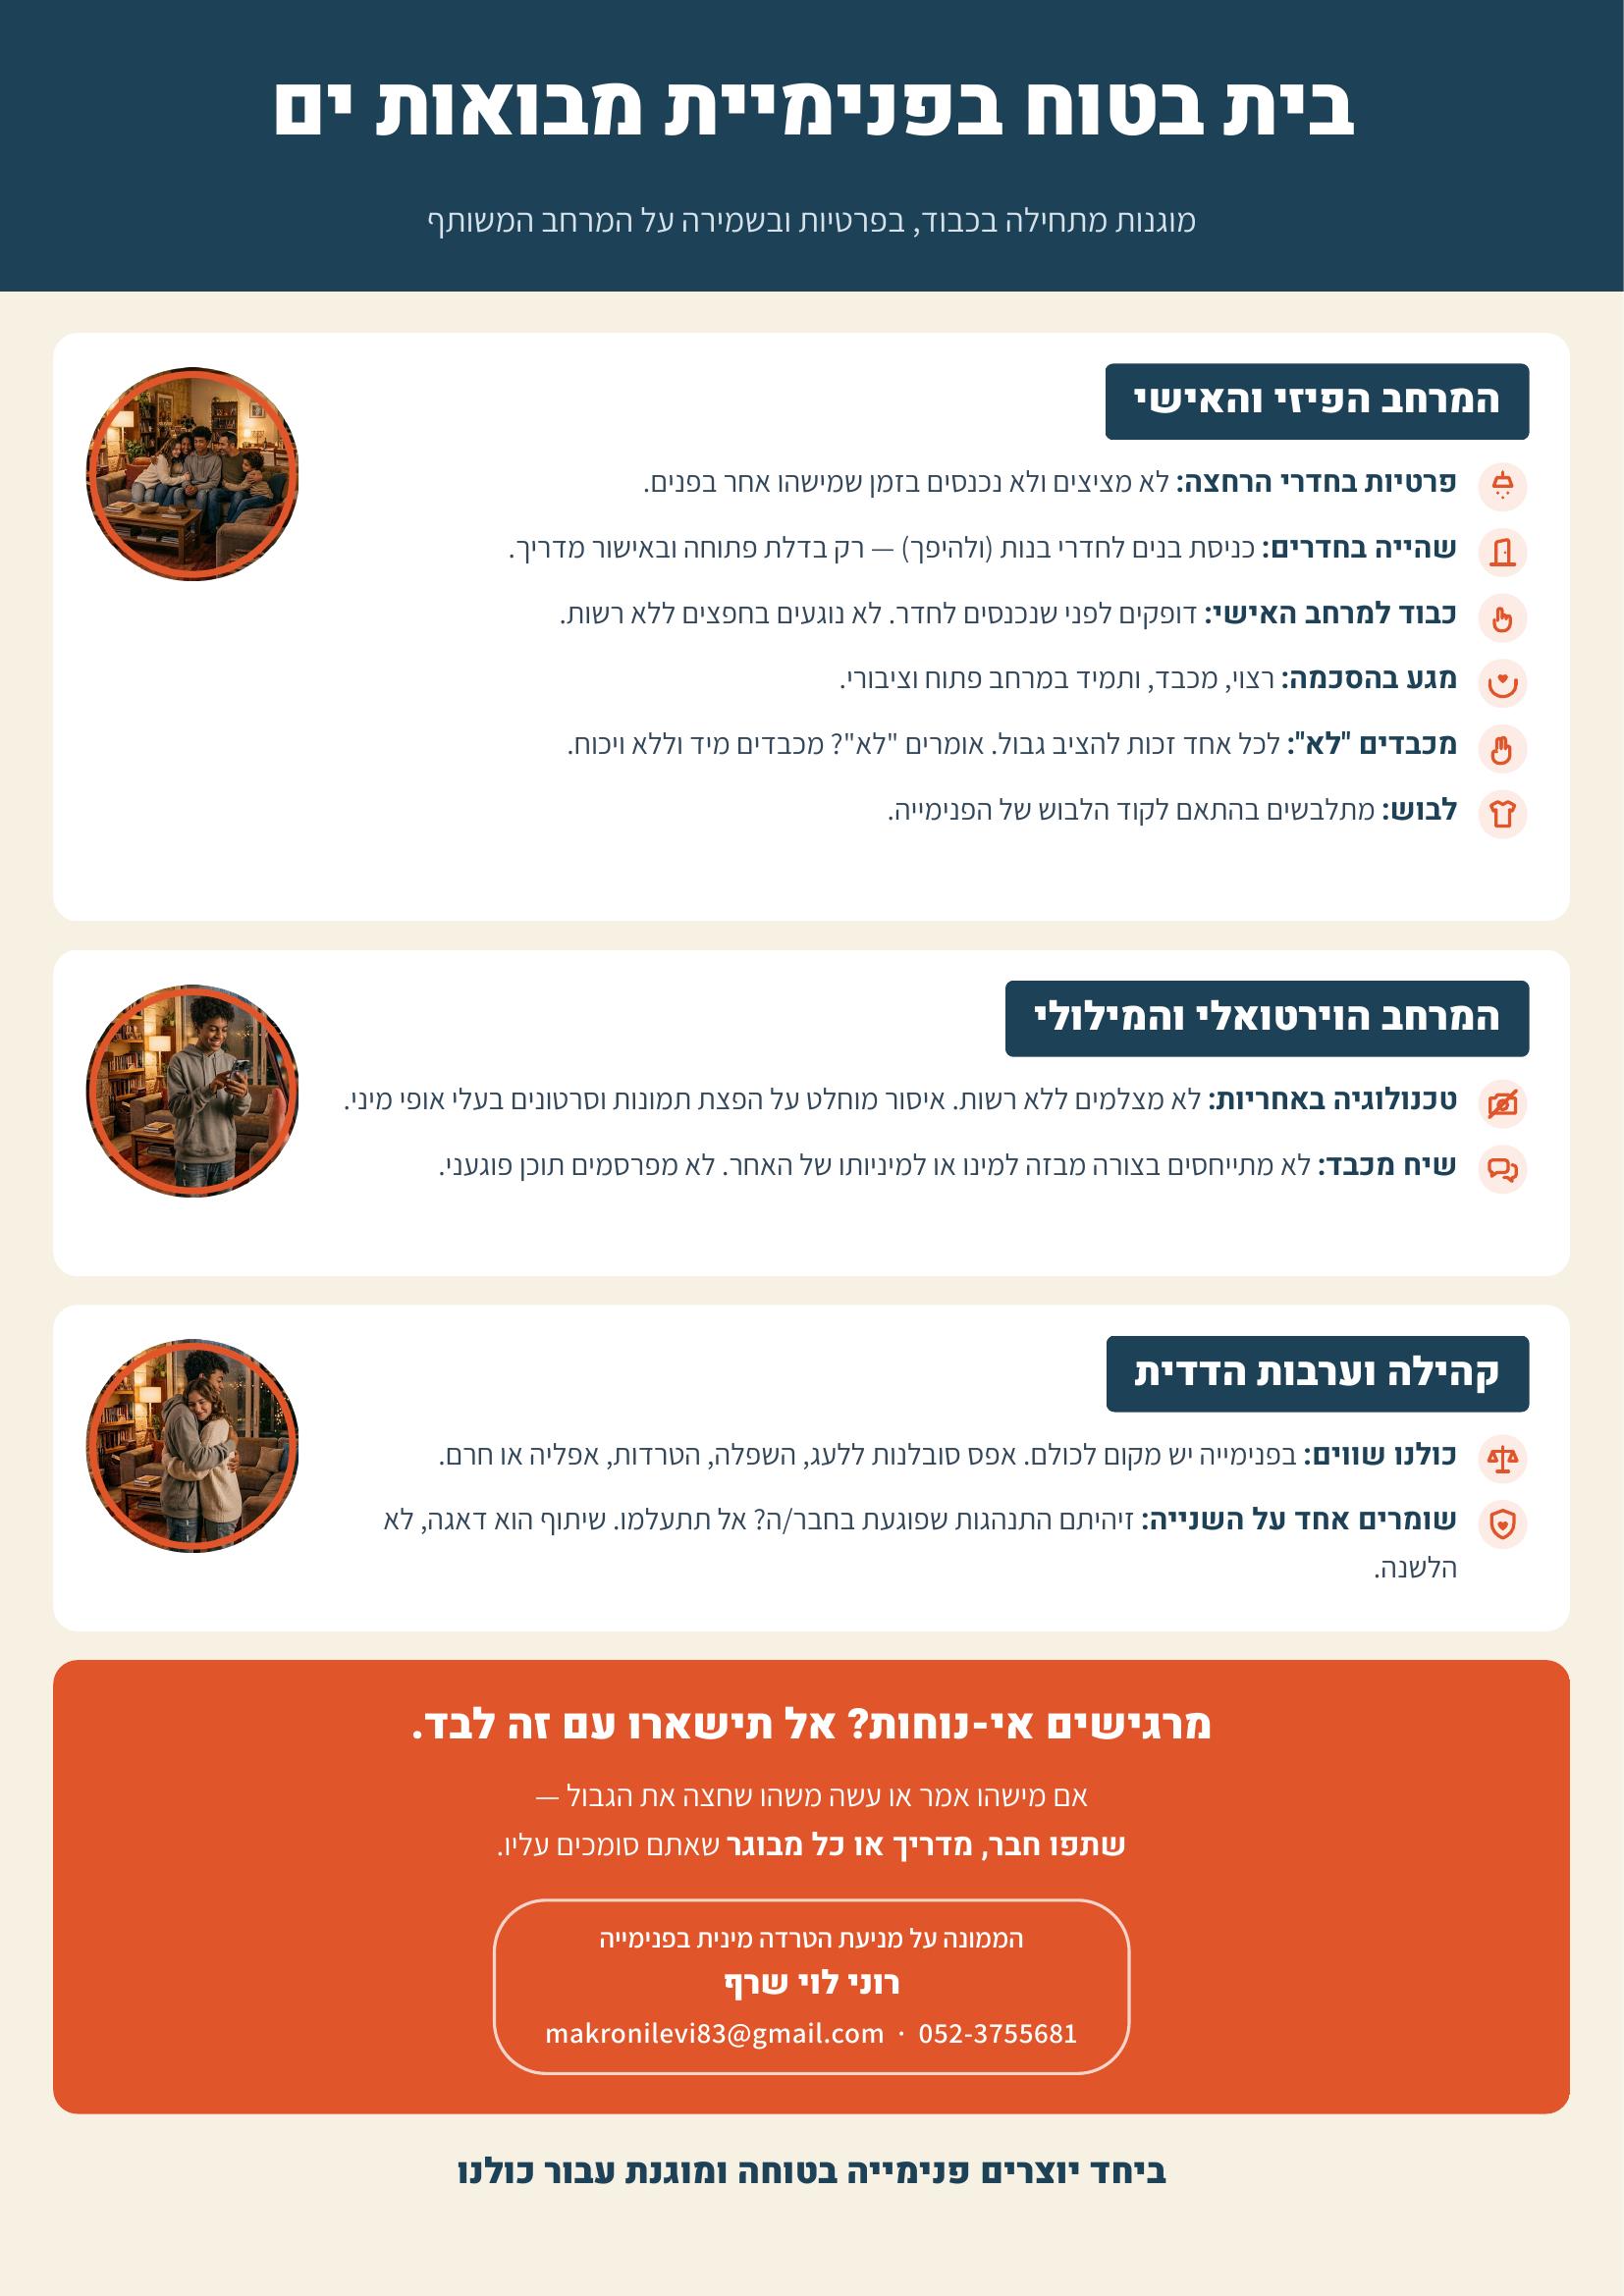 בית בטוח בפנימיית מבואות ים
מוגנות מתחילה בכבוד, בפרטיות ובשמירה על המרחב המשותף
המרחב הפיזי והאישי
פרטיות בחדרי הרחצה: לא מציצים ולא נכנסים בזמן שמישהו אחר בפנים.
שהייה בחדרים: כניסת בנים לחדרי בנות (ולהיפך) — רק בדלת פתוחה ובאישור מדריך.
כבוד למרחב האישי: דופקים לפני שנכנסים לחדר. לא נוגעים בחפצים ללא רשות.
מגע בהסכמה: רצוי, מכבד, ותמיד במרחב פתוח וציבורי.
מכבדים "לא": לכל אחד זכות להציב גבול. אומרים "לא"? מכבדים מיד וללא ויכוח.
לבוש: מתלבשים בהתאם לקוד הלבוש של הפנימייה.
המרחב הוירטואלי והמילולי
טכנולוגיה באחריות: לא מצלמים ללא רשות. איסור מוחלט על הפצת תמונות וסרטונים בעלי אופי מיני.
שיח מכבד: לא מתייחסים בצורה מבזה למינו או למיניותו של האחר. לא מפרסמים תוכן פוגעני.
קהילה וערבות הדדית
כולנו שווים: בפנימייה יש מקום לכולם. אפס סובלנות ללעג, השפלה, הטרדות, אפליה או חרם.
שומרים אחד על השנייה: זיהיתם התנהגות שפוגעת בחבר/ה? אל תתעלמו. שיתוף הוא דאגה, לא
הלשנה.
מרגישים אי-נוחות? אל תישארו עם זה לבד.
אם מישהו אמר או עשה משהו שחצה את הגבול —
שתפו חבר, מדריך או כל מבוגר שאתם סומכים עליו.
הממונה על מניעת הטרדה מינית בפנימייה
רוני לוי שרף
052-3755681 · makronilevi83@gmail.com
ביחד יוצרים פנימייה בטוחה ומוגנת עבור כולנו